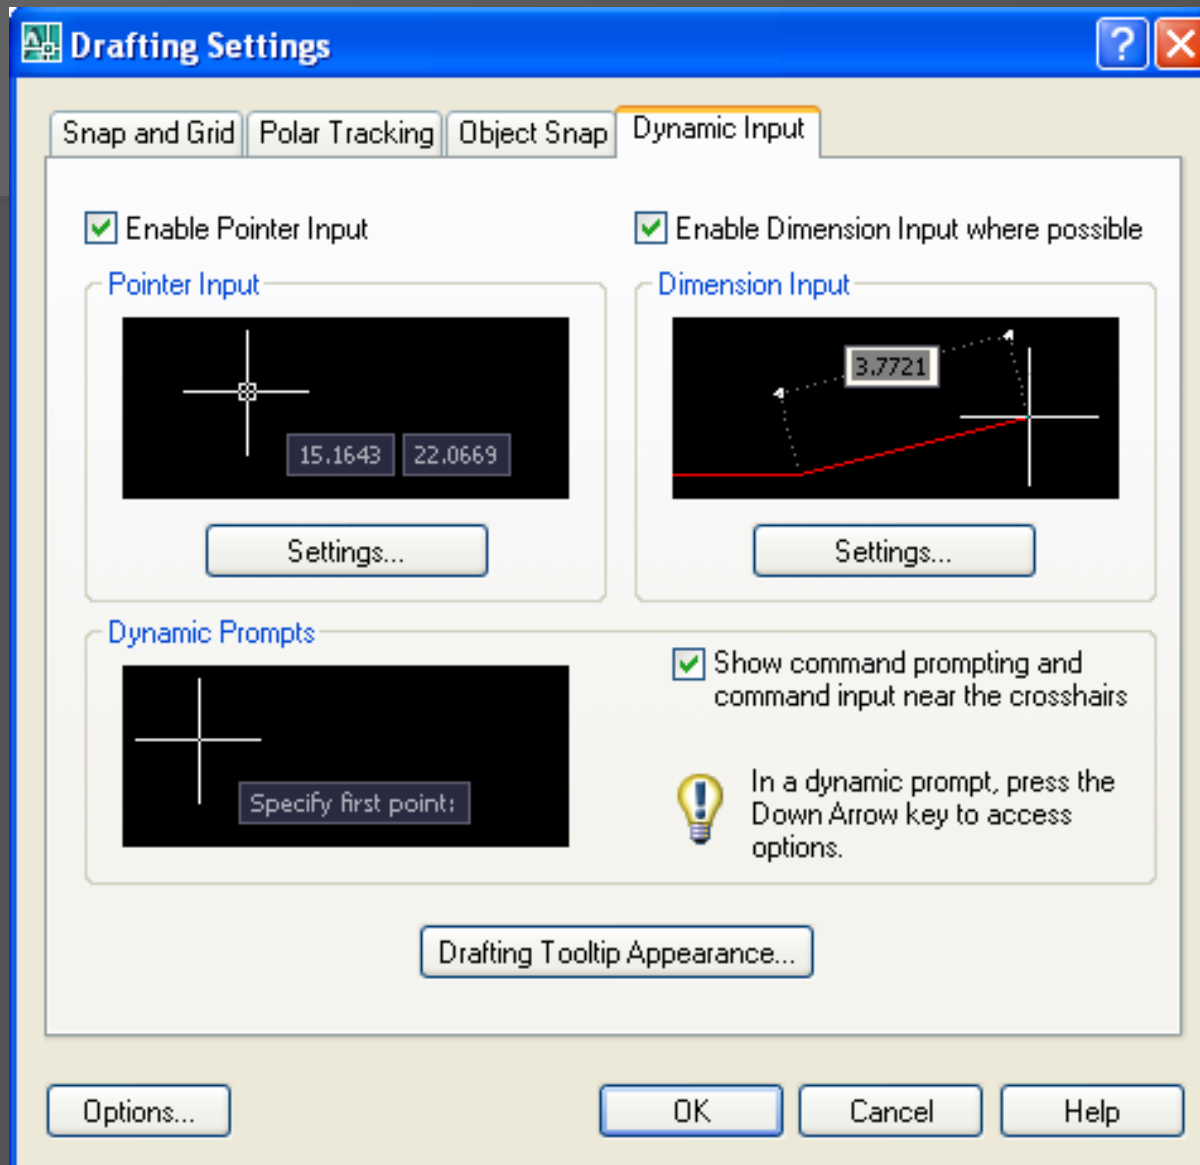 Drafting Settings
Snap and Grid Polar Tracking Object Snap Dynamic Input
Enable Pointer Input
Enable Dimension Input where possible
Pointer Input
Dimension Input
15.1643 22.0669
3.7721
Settings...
Settings...
Dynamic Prompts
Specify first point:
Show command prompting and
command input near the crosshairs
In a dynamic prompt, press the
Down Arrow key to access
options.
Drafting Tooltip Appearance...
Options...
OK
Cancel
Help